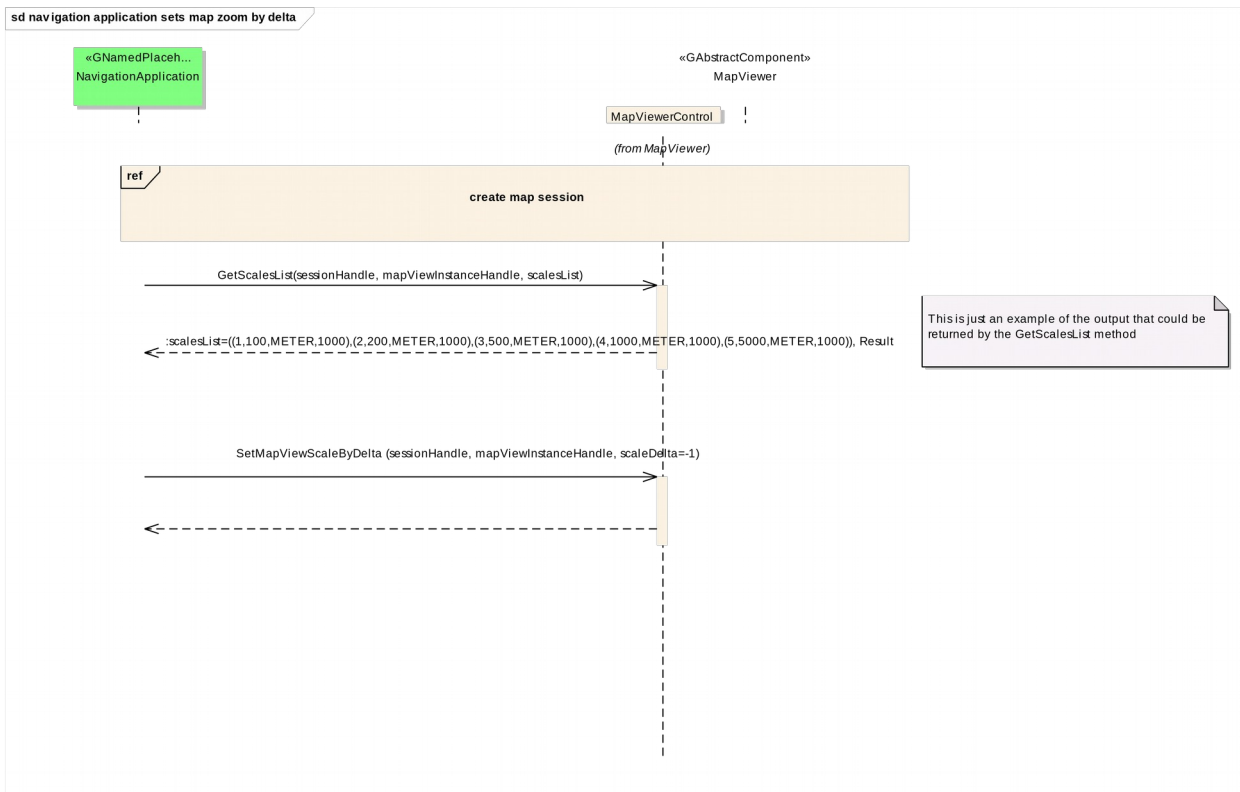 sd navigation application sets map zoom by delta
«GNamedPlaceh...
NavigationApplication
«GAbstractComponent»
MapViewer
MapViewerControl
(from MapViewer)
ref
create map session
GetScalesList(sessionHandle, mapViewInstanceHandle, scalesList)
:scalesList=((1,100,METER,1000),(2,200,METER,1000),(3,500,METER,1000),(4,1000,METER,1000),(5,5000,METER,1000)), Result
This is just an example of the output that could be
returned by the GetScalesList method
SetMapViewScaleByDelta (sessionHandle, mapViewInstanceHandle, scaleDelta=-1)